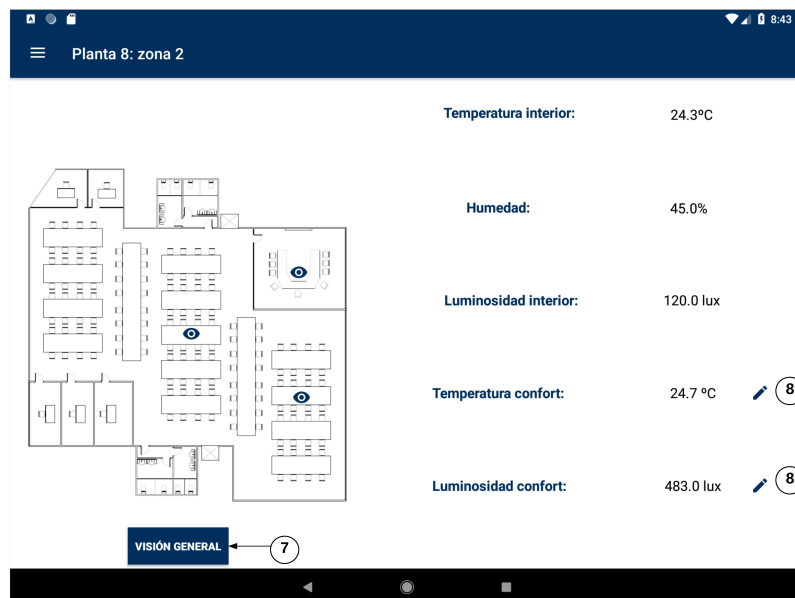 8:43
Planta 8: zona 2
Temperatura interior: 24.3ºC
Humedad: 45.0%
Luminosidad interior: 120.0 lux
Temperatura confort: 24.7 ºC 8
Luminosidad confort: 483.0 lux 8
VISIÓN GENERAL 7